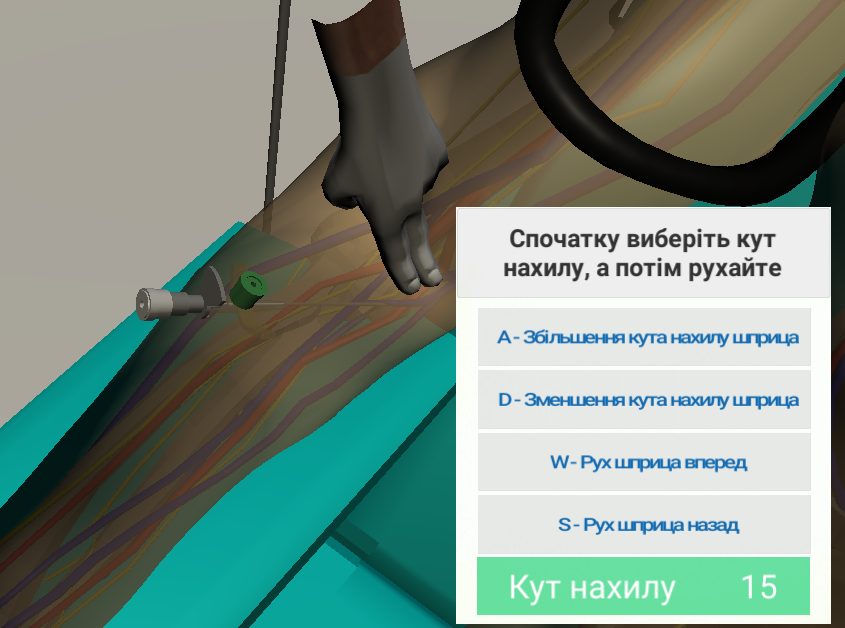 Спочатку виберіть кут
нахилу, а потім рухайте
A - Збільшення кута нахилу шприца
D - Зменшення кута нахилу шприца
W - Рух шприца вперед
S - Рух шприца назад
Кут нахилу 15